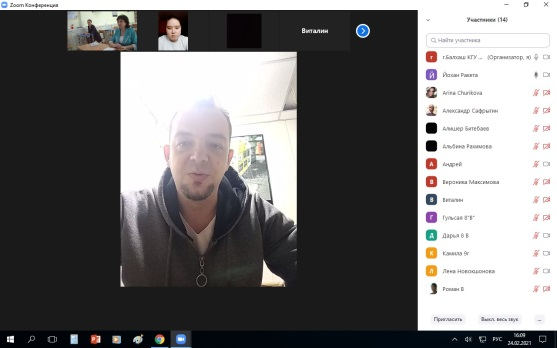 Zoom Конференция
Виталин
Участники (14)
Найти участника
г.Балхаш КГУ ... (Организатор, я)
Йохан Ракета
Arina Churikova
Александр Сафрыгин
Алишер Битебаев
Альбина Рахимова
Андрей
Вероника Максимова
Виталин
Гульсая 8"В"
Дарья 8 В
Камила 9г
Лена Новокшонова
Роман В
Пригласить
Выкл. весь звук
...
РУС
16:09
24.02.2021